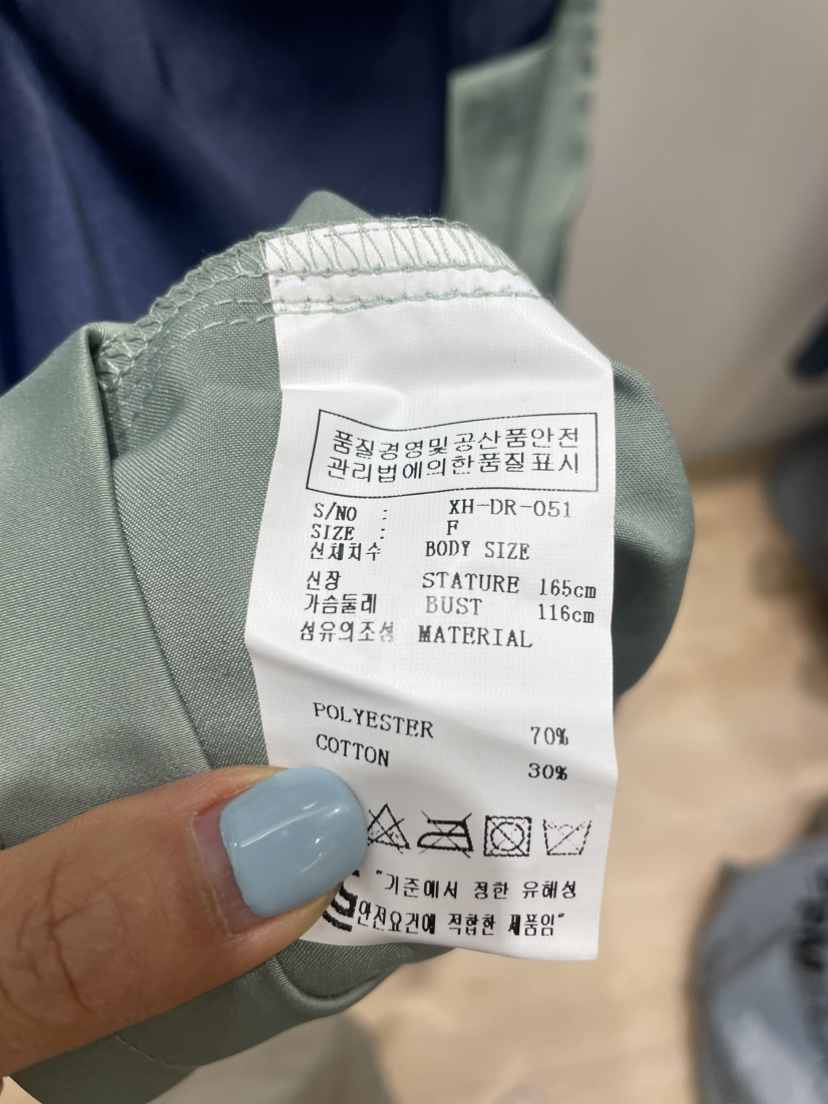 품질경영및공산품안전
관리법에의한품질표시
S/NO : XH-DR-051
SIZE : F
신체치수 BODY SIZE
신장 STATURE 165cm
가슴둘레 BUST 116cm
섬유의조성 MATERIAL
POLYESTER 70%
COTTON 30%
"기준에서 정한 유해성
안전요건에 적합한 제품임"